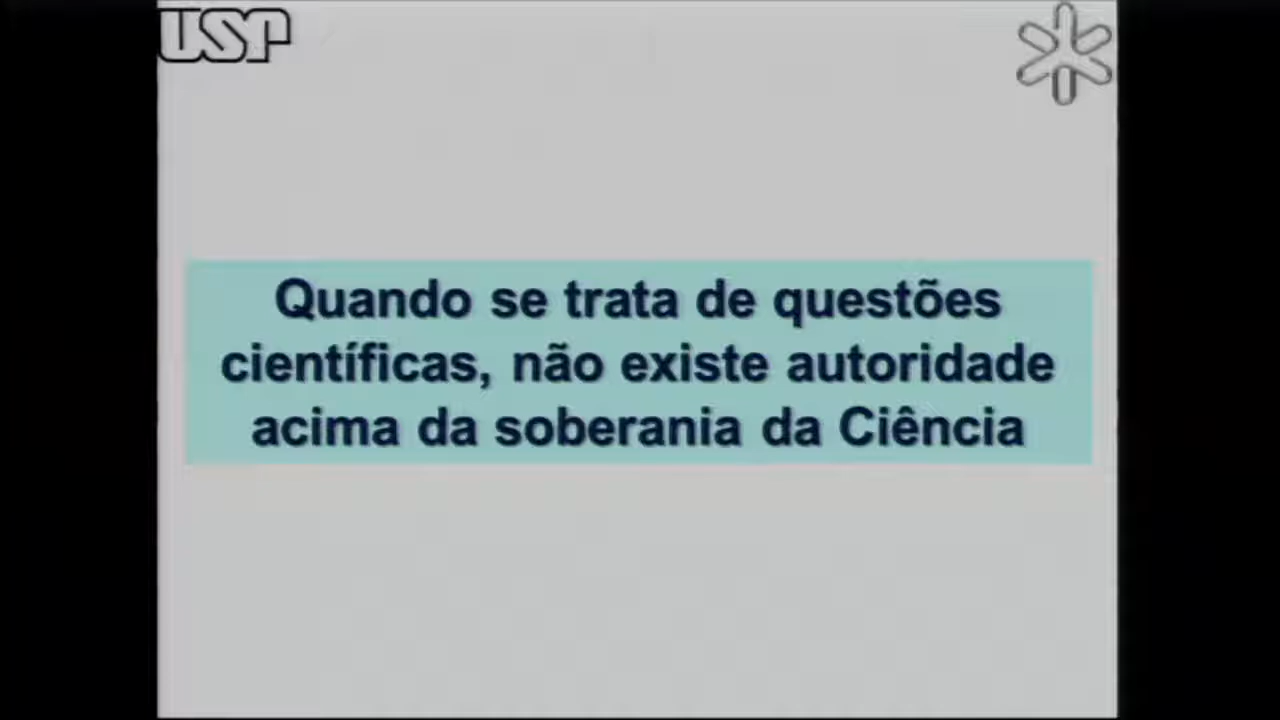 USP
Quando se trata de questões
científicas, não existe autoridade
acima da soberania da Ciência